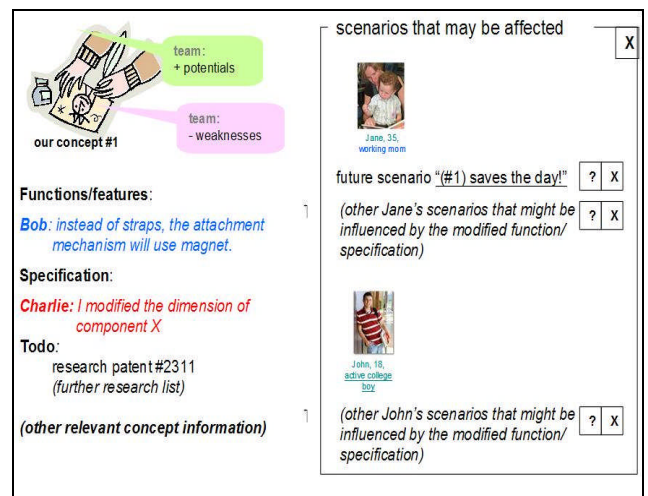 team:
+ potentials
team:
- weaknesses
our concept #1
Functions/features:
Bob: instead of straps, the attachment
mechanism will use magnet.
Specification:
Charlie: I modified the dimension of
component X
Todo:
research patent #2311
(further research list)
(other relevant concept information)
scenarios that may be affected
X
Jane, 35,
working mom
future scenario “(#1) saves the day!” ? X
(other Jane’s scenarios that might be ? X
influenced by the modified function/
specification)
John, 18,
active college
boy
(other John’s scenarios that might be ? X
influenced by the modified function/
specification)